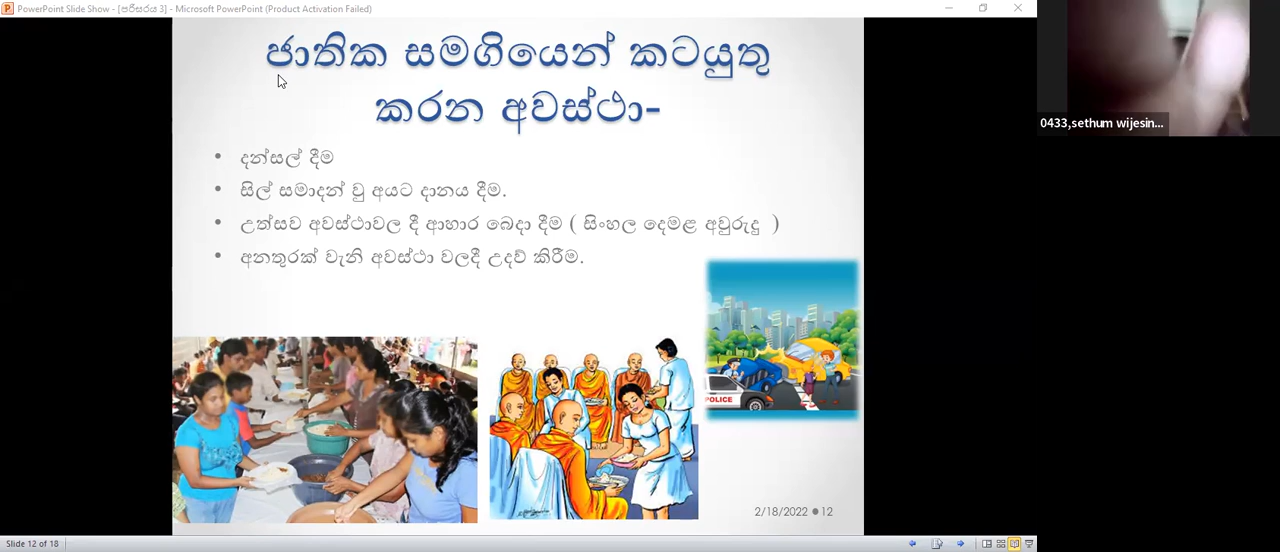 PowerPoint Slide Show - [පරිසරය 3] - Microsoft PowerPoint (Product Activation Failed)
ජාතික සමගියෙන් කටයුතු
කරන අවස්ථා-
• දන්සල් දීම
• සිල් සමාදන් වු අයට දානය දීම.
• උත්සව අවස්ථාවල දී ආහාර බෙදා දීම ( සිංහල දෙමළ අවුරුදු )
• අනතුරක් වැනි අවස්ථා වලදී උදව් කිරීම.
POLICE
2/18/2022 ● 12
0433,sethum wijesin...
Slide 12 of 18